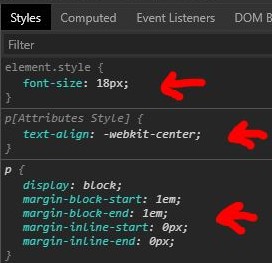 Styles Computed Event Listeners DOM B
Filter
element.style {
font-size: 18px;
}
p[Attributes Style] {
text-align: -webkit-center;
}
p {
display: block;
margin-block-start: 1em;
margin-block-end: 1em;
margin-inline-start: 0px;
margin-inline-end: 0px;
}